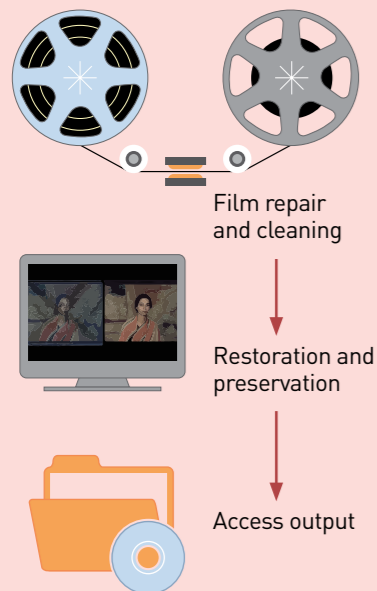 Film repair
and cleaning
Restoration and
preservation
Access output